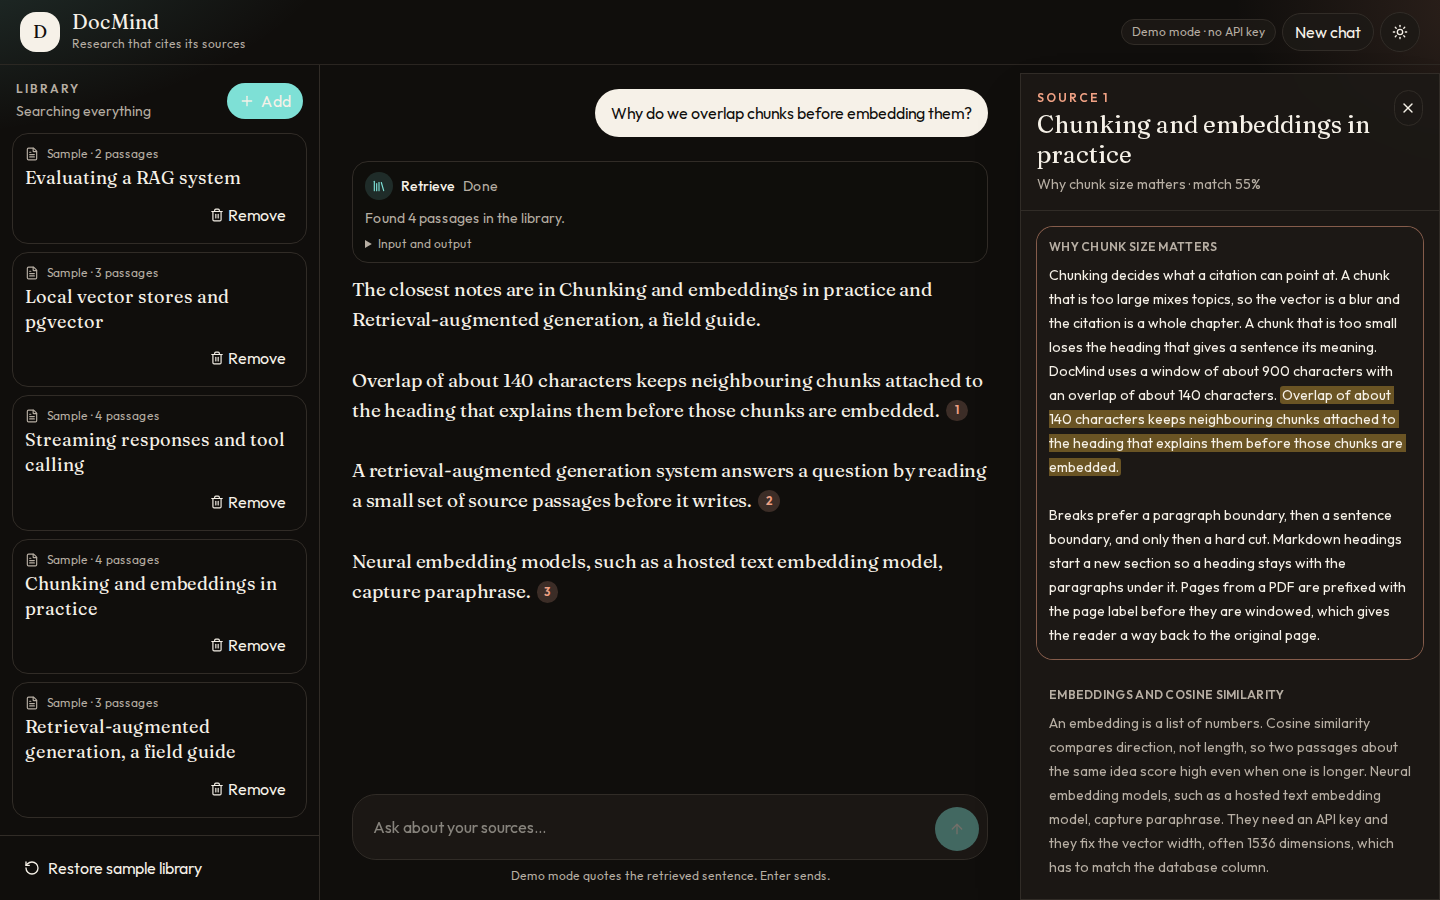 D
DocMind
Research that cites its sources
Demo mode · no API key
New chat
LIBRARY
Searching everything
+ Add
Sample · 2 passages
Evaluating a RAG system
Remove
Sample · 3 passages
Local vector stores and
pgvector
Remove
Sample · 4 passages
Streaming responses and tool
calling
Remove
Sample · 4 passages
Chunking and embeddings in
practice
Remove
Sample · 3 passages
Retrieval-augmented
generation, a field guide
Remove
Restore sample library
Why do we overlap chunks before embedding them?
Retrieve Done
Found 4 passages in the library.
Input and output
The closest notes are in Chunking and embeddings in practice and
Retrieval-augmented generation, a field guide.
Overlap of about 140 characters keeps neighbouring chunks attached to
the heading that explains them before those chunks are embedded. 1
A retrieval-augmented generation system answers a question by reading
a small set of source passages before it writes. 2
Neural embedding models, such as a hosted text embedding model,
capture paraphrase. 3
Ask about your sources...
Demo mode quotes the retrieved sentence. Enter sends.
SOURCE 1
Chunking and embeddings in
practice
Why chunk size matters · match 55%
WHY CHUNK SIZE MATTERS
Chunking decides what a citation can point at. A chunk
that is too large mixes topics, so the vector is a blur and
the citation is a whole chapter. A chunk that is too small
loses the heading that gives a sentence its meaning.
DocMind uses a window of about 900 characters with
an overlap of about 140 characters. Overlap of about
140 characters keeps neighbouring chunks attached to
the heading that explains them before those chunks are
embedded.
Breaks prefer a paragraph boundary, then a sentence
boundary, and only then a hard cut. Markdown headings
start a new section so a heading stays with the
paragraphs under it. Pages from a PDF are prefixed with
the page label before they are windowed, which gives
the reader a way back to the original page.
EMBEDDINGS AND COSINE SIMILARITY
An embedding is a list of numbers. Cosine similarity
compares direction, not length, so two passages about
the same idea score high even when one is longer. Neural
embedding models, such as a hosted text embedding
model, capture paraphrase. They need an API key and
they fix the vector width, often 1536 dimensions, which
has to match the database column.